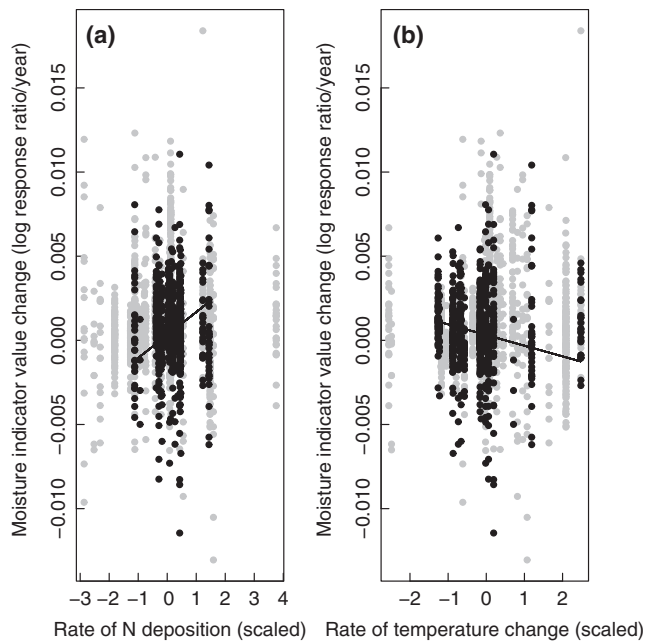 (a)
Moisture indicator value change (log response ratio/year)
0.015
0.010
0.005
0.000
−0.005
−0.010
−3 −2 −1 0 1 2 3 4
Rate of N deposition (scaled)
(b)
Moisture indicator value change (log response ratio/year)
0.015
0.010
0.005
0.000
−0.005
−0.010
−2 −1 0 1 2
Rate of temperature change (scaled)